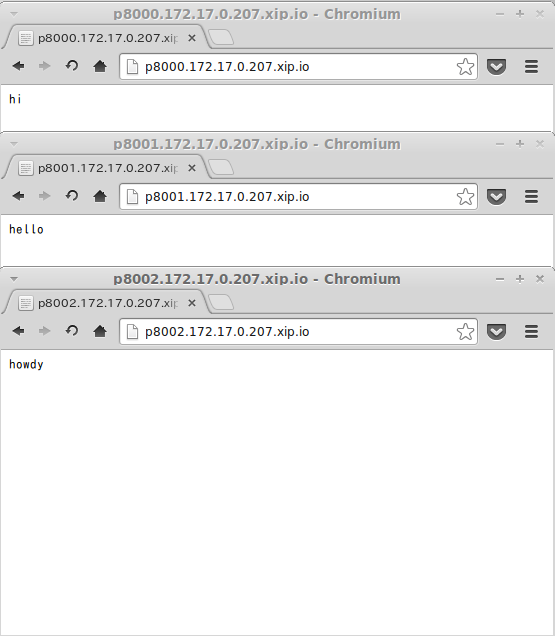 p8000.172.17.0.207.xip.io - Chromium
p8000.172.17.0.207.xip
p8000.172.17.0.207.xip.io
hi
p8001.172.17.0.207.xip.io - Chromium
p8001.172.17.0.207.xip
p8001.172.17.0.207.xip.io
hello
p8002.172.17.0.207.xip.io - Chromium
p8002.172.17.0.207.xip
p8002.172.17.0.207.xip.io
howdy